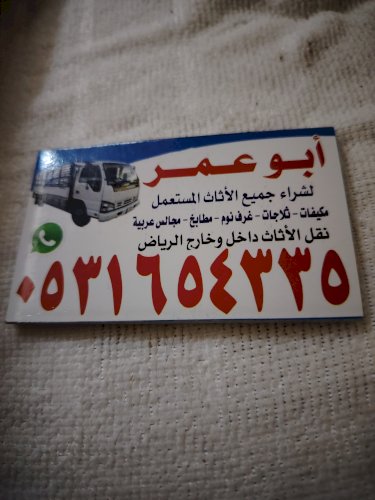 أبو عمر
لشراء جميع الأثاث المستعمل
مكيفات - ثلاجات - غرف نوم - مطابخ - مجالس عربية
نقل الأثاث داخل وخارج الرياض
٠٥٣١٦٥٤٣٣٥